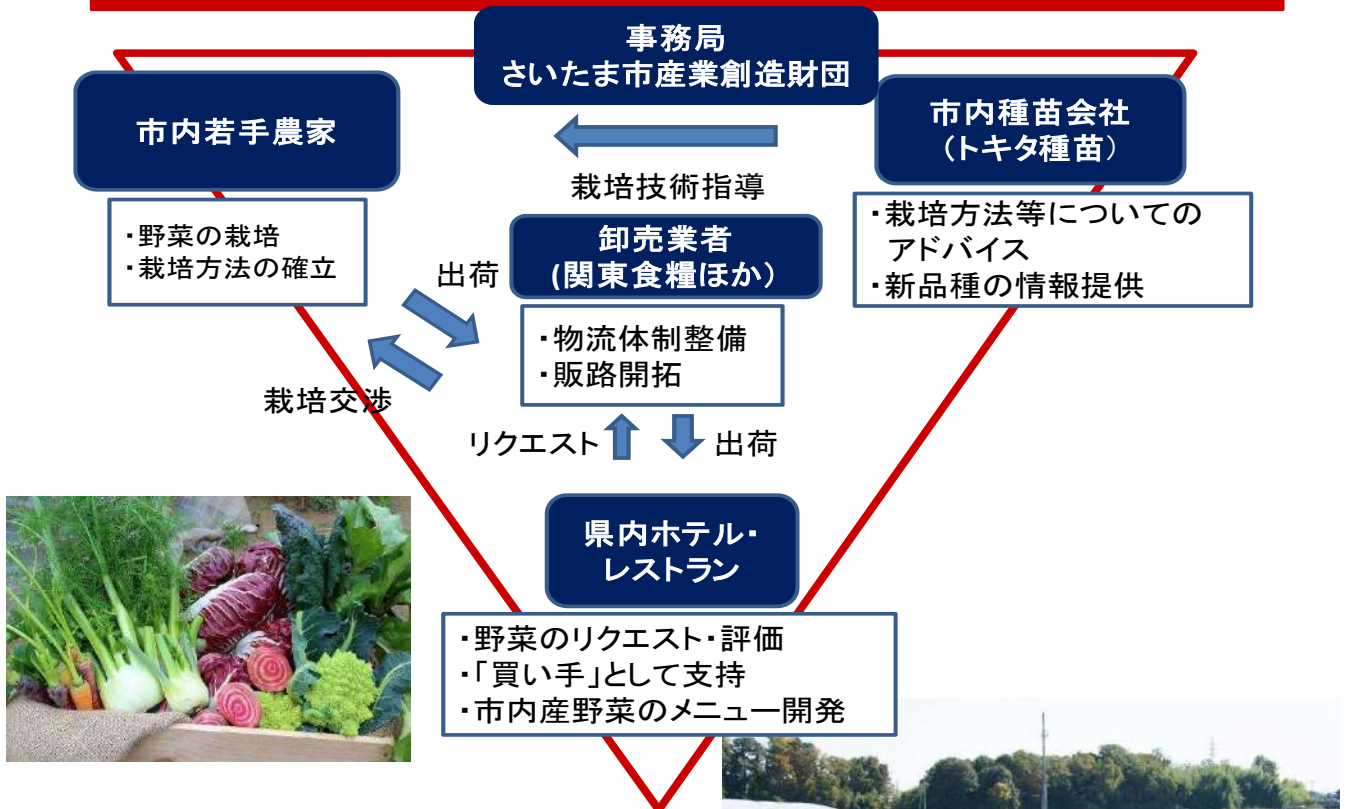 事務局
さいたま市産業創造財団
市内若手農家
市内種苗会社
(トキタ種苗)
栽培技術指導
・野菜の栽培
・栽培方法の確立
・栽培方法等についての
アドバイス
・新品種の情報提供
卸売業者
(関東食糧ほか)
出荷
・物流体制整備
・販路開拓
栽培交渉
リクエスト
出荷
県内ホテル・
レストラン
・野菜のリクエスト・評価
・「買い手」として支持
・市内産野菜のメニュー開発